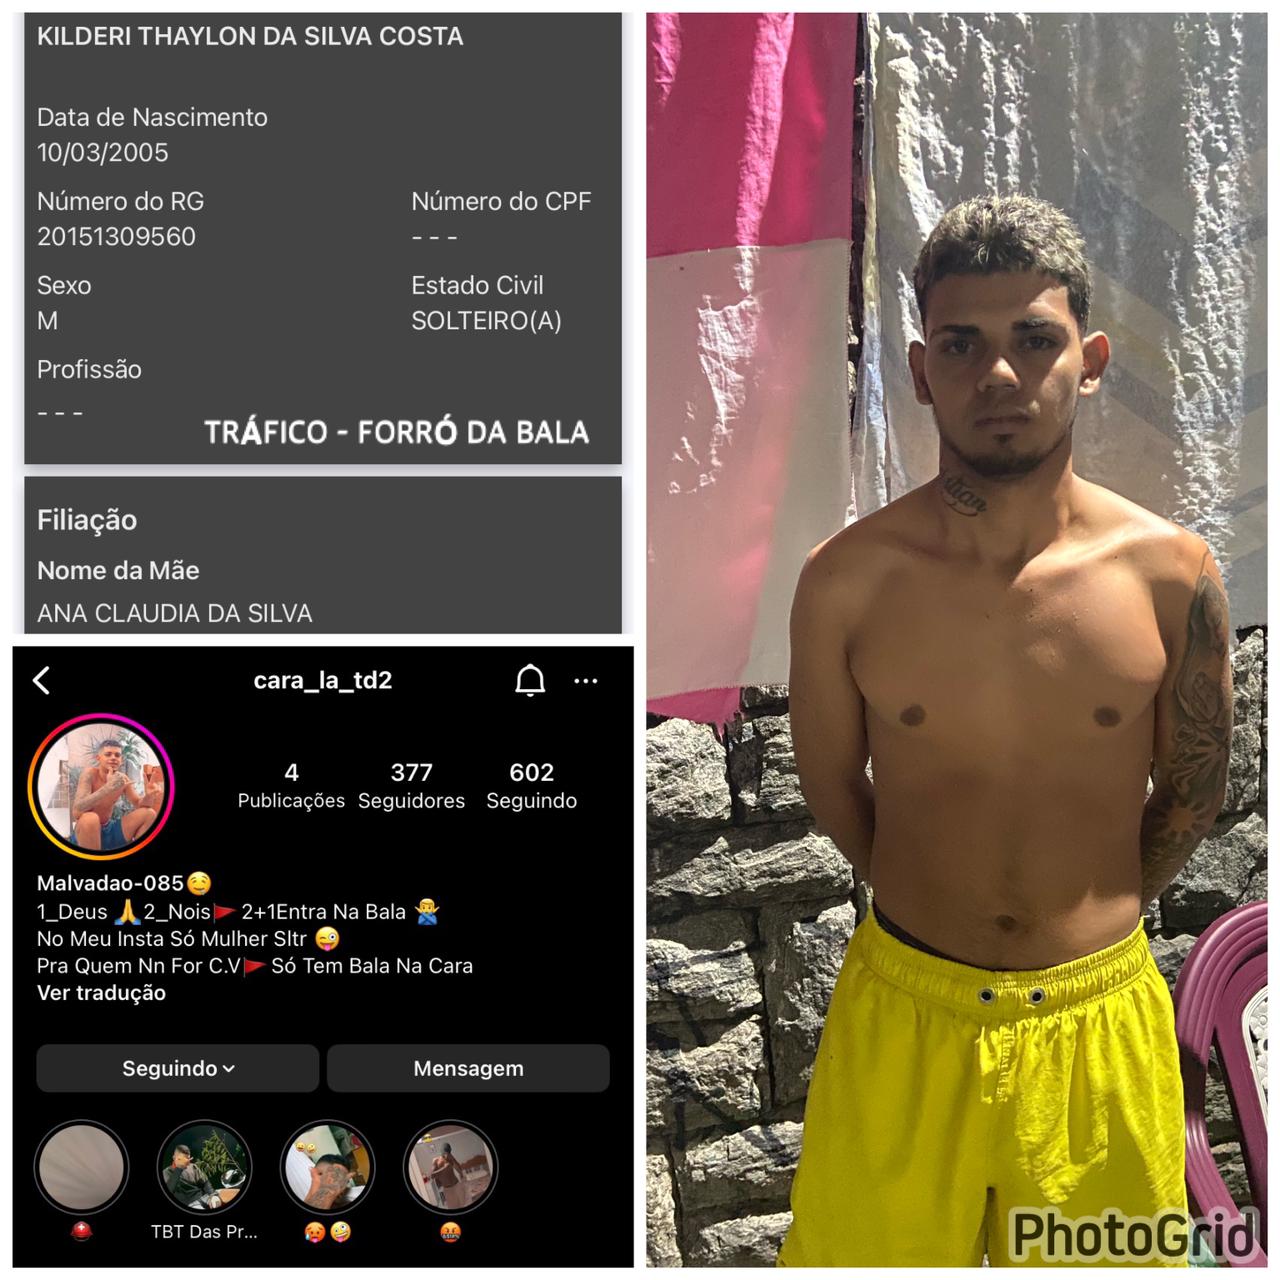 KILDERI THAYLON DA SILVA COSTA
Data de Nascimento
10/03/2005
Número do RG
Número do CPF
20151309560
- - -
Sexo
Estado Civil
M
SOLTEIRO(A)
Profissão
- - -
TRÁFICO - FORRÓ DA BALA
Filiação
Nome da Mãe
ANA CLAUDIA DA SILVA
cara_la_td2
4
377
602
Publicações
Seguidores
Seguindo
Malvadao-085🤤
1_Deus 🙏2_Nois🚩 2+1Entra Na Bala 🙅‍♂️
No Meu Insta Só Mulher Sltr 😜
Pra Quem Nn For C.V🚩Só Tem Bala Na Cara
Ver tradução
Seguindo
Mensagem
TBT Das Pr...
PhotoGrid